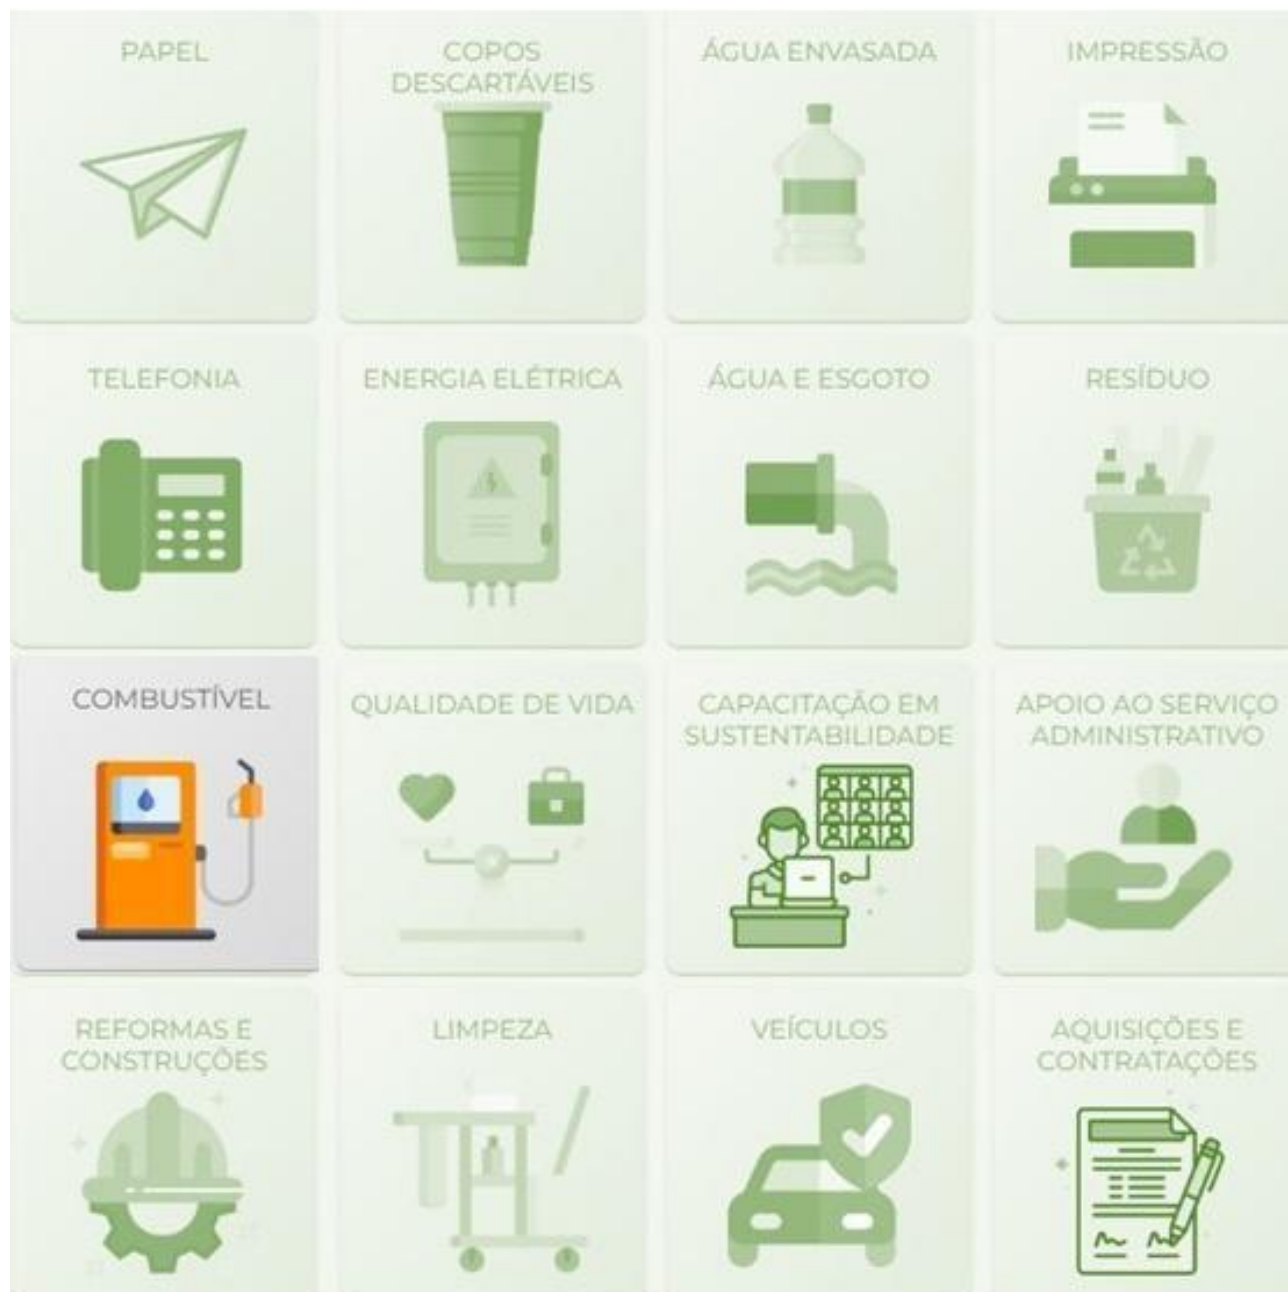 PAPEL
COPOS
DESCARTÁVEIS
ÁGUA ENVASADA
IMPRESSÃO
TELEFONIA
ENERGIA ELÉTRICA
ÁGUA E ESGOTO
RESÍDUO
COMBUSTÍVEL
QUALIDADE DE VIDA
CAPACITAÇÃO EM
SUSTENTABILIDADE
APOIO AO SERVIÇO
ADMINISTRATIVO
REFORMAS E
CONSTRUÇÕES
LIMPEZA
VEÍCULOS
AQUISIÇÕES E
CONTRATAÇÕES